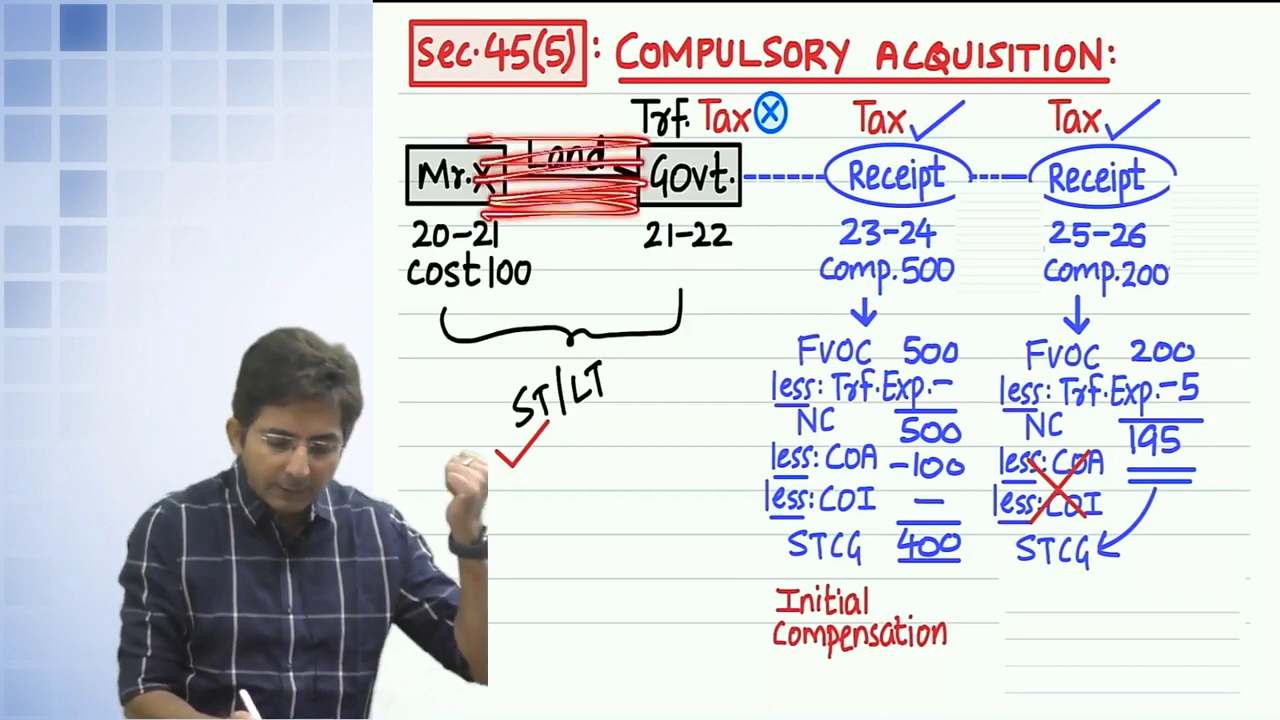 Sec.45(5) : COMPULSORY ACQUISITION:
Trf. Tax X
Tax ✓
Tax ✓
Mr.X
Land
Govt.
Receipt
Receipt
20-21
21-22
23-24
25-26
Cost 100
Comp. 500
Comp. 200
ST/LT
FVOC 500
less: Trf. Exp. -
NC 500
less: COA -100
less: COI -
STCG 400
Initial
Compensation
FVOC 200
less: Trf. Exp. -5
NC 195
less: COA
less: COI
STCG